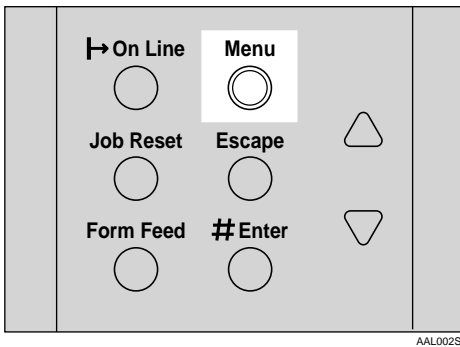 On Line Menu
Job Reset Escape
Form Feed #Enter
AAL002S